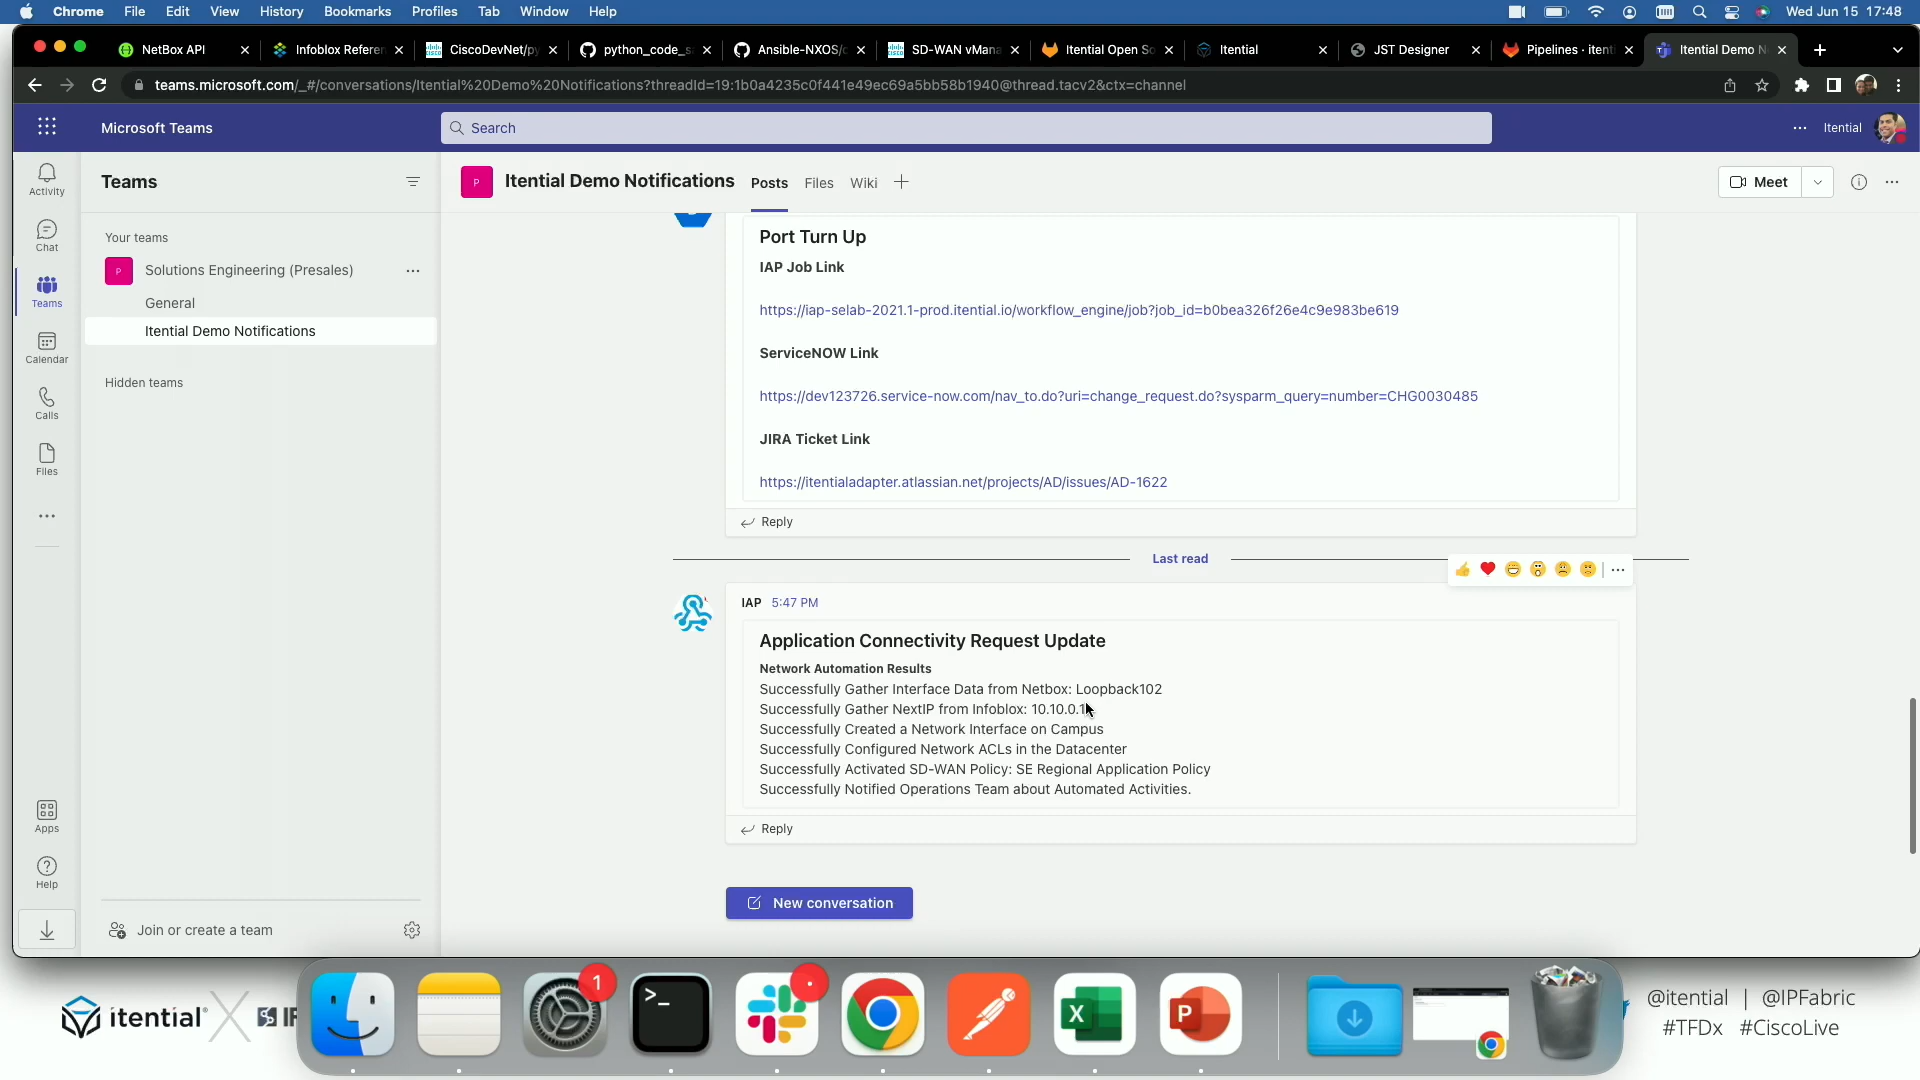 Chrome File Edit View History Bookmarks Profiles Tab Window Help Wed Jun 15 17:48
NetBox API Infoblox Referen CiscoDevNet/py python_code_s Ansible-NXOS/ SD-WAN vMana Itential Open So Itential JST Designer Pipelines · itenti Itential Demo N
teams.microsoft.com/_#/conversations/Itential%20Demo%20Notifications?threadId=19:1b0a4235c0f441e49ec69a5bb58b1940@thread.tacv2&ctx=channel
Microsoft Teams Search Itential
Activity
Chat
Teams
Calendar
Calls
Files
Apps
Help
Teams
Your teams
P Solutions Engineering (Presales)
General
Itential Demo Notifications
Hidden teams
Join or create a team
P Itential Demo Notifications Posts Files Wiki Meet
Port Turn Up
IAP Job Link
https://iap-selab-2021.1-prod.itential.io/workflow_engine/job?job_id=b0bea326f26e4c9e983be619
ServiceNOW Link
https://dev123726.service-now.com/nav_to.do?uri=change_request.do?sysparm_query=number=CHG0030485
JIRA Ticket Link
https://itentialadapter.atlassian.net/projects/AD/issues/AD-1622
Reply
Last read
IAP 5:47 PM
Application Connectivity Request Update
Network Automation Results
Successfully Gather Interface Data from Netbox: Loopback102
Successfully Gather NextIP from Infoblox:
Successfully Created a Network Interface on Campus
Successfully Configured Network ACLs in the Datacenter
Successfully Activated SD-WAN Policy: SE Regional Application Policy
Successfully Notified Operations Team about Automated Activities.
Reply
New conversation
1
itential X IP
>_
X
P
@itential | @IPFabric
#TFDx #CiscoLive